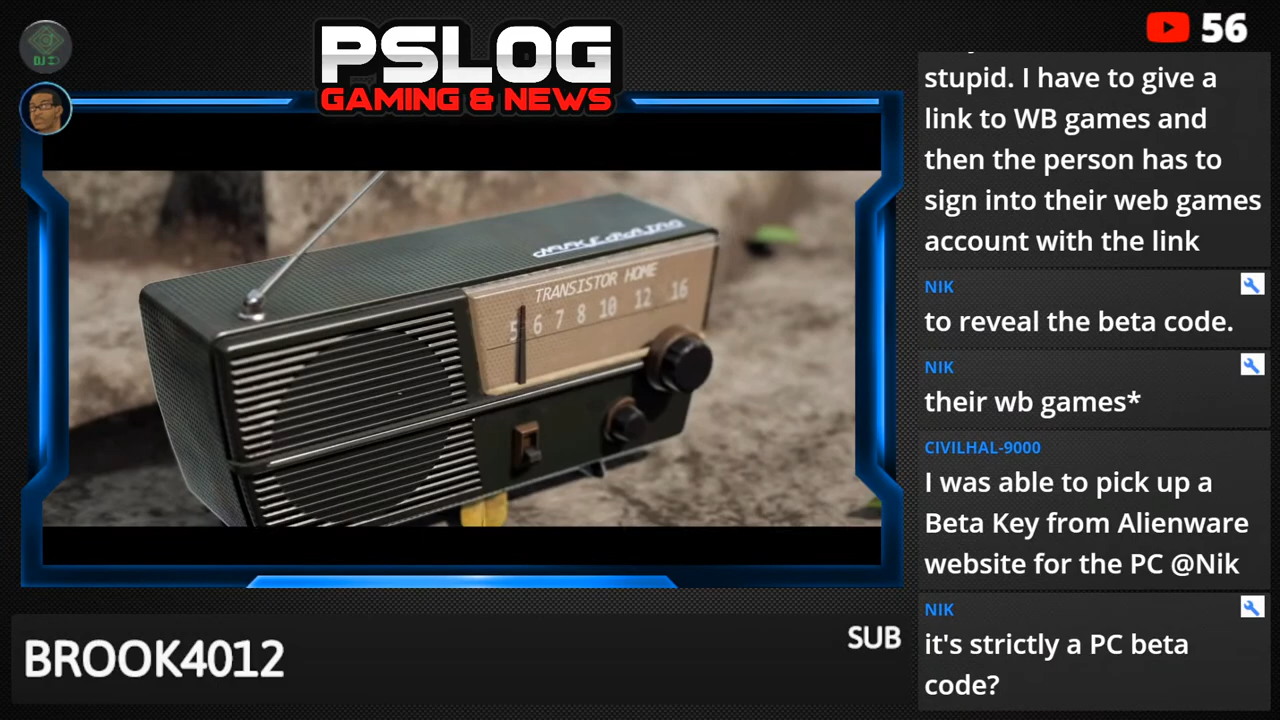 DJ
PSLOG
GAMING & NEWS
56
stupid. I have to give a
link to WB games and
then the person has to
sign into their web games
account with the link
NIK
to reveal the beta code.
NIK
their wb games*
CIVILHAL-9000
I was able to pick up a
Beta Key from Alienware
website for the PC @Nik
NIK
it's strictly a PC beta
code?
TRANSISTOR HOME
5 6 7 8 10 12 16
BROOK4012
SUB